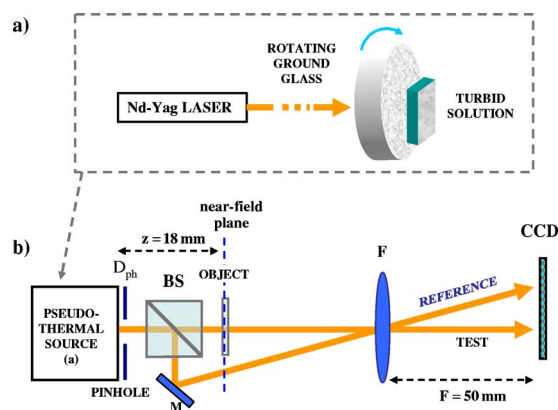 a)
ROTATING
GROUND
GLASS
Nd-Yag LASER
TURBID
SOLUTION
near-field
plane
b)
z = 18 mm
CCD
D_ph
BS
OBJECT
F
PSEUDO-
THERMAL
SOURCE
(a)
REFERENCE
TEST
PINHOLE
M
F = 50 mm